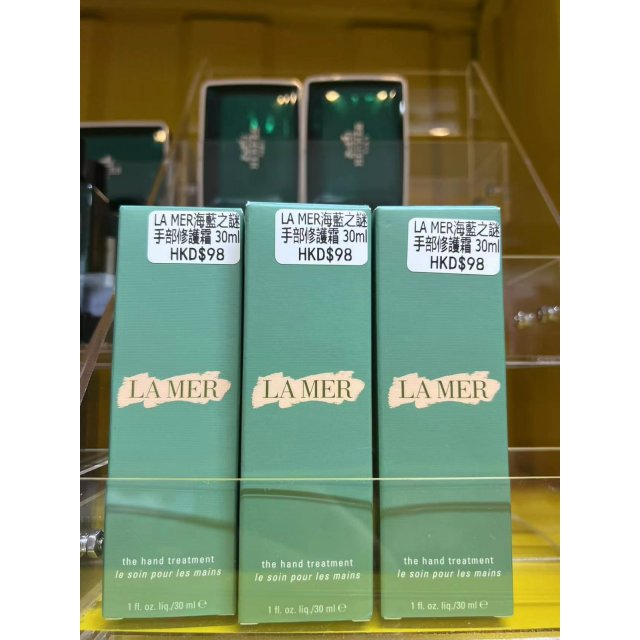 LA MER海藍之謎
手部修護霜 30ml
HKD$98
LA MER海藍之謎
手部修護霜 30ml
HKD$98
LA MER海藍之謎
手部修護霜 30ml
HKD$98
LA MER
LA MER
LA MER
the hand treatment
le soin pour les mains
1 fl. oz. liq./30 ml ℮
the hand treatment
le soin pour les mains
1 fl. oz. liq./30 ml ℮
the hand treatment
le soin pour les mains
1 fl. oz. liq./30 ml ℮